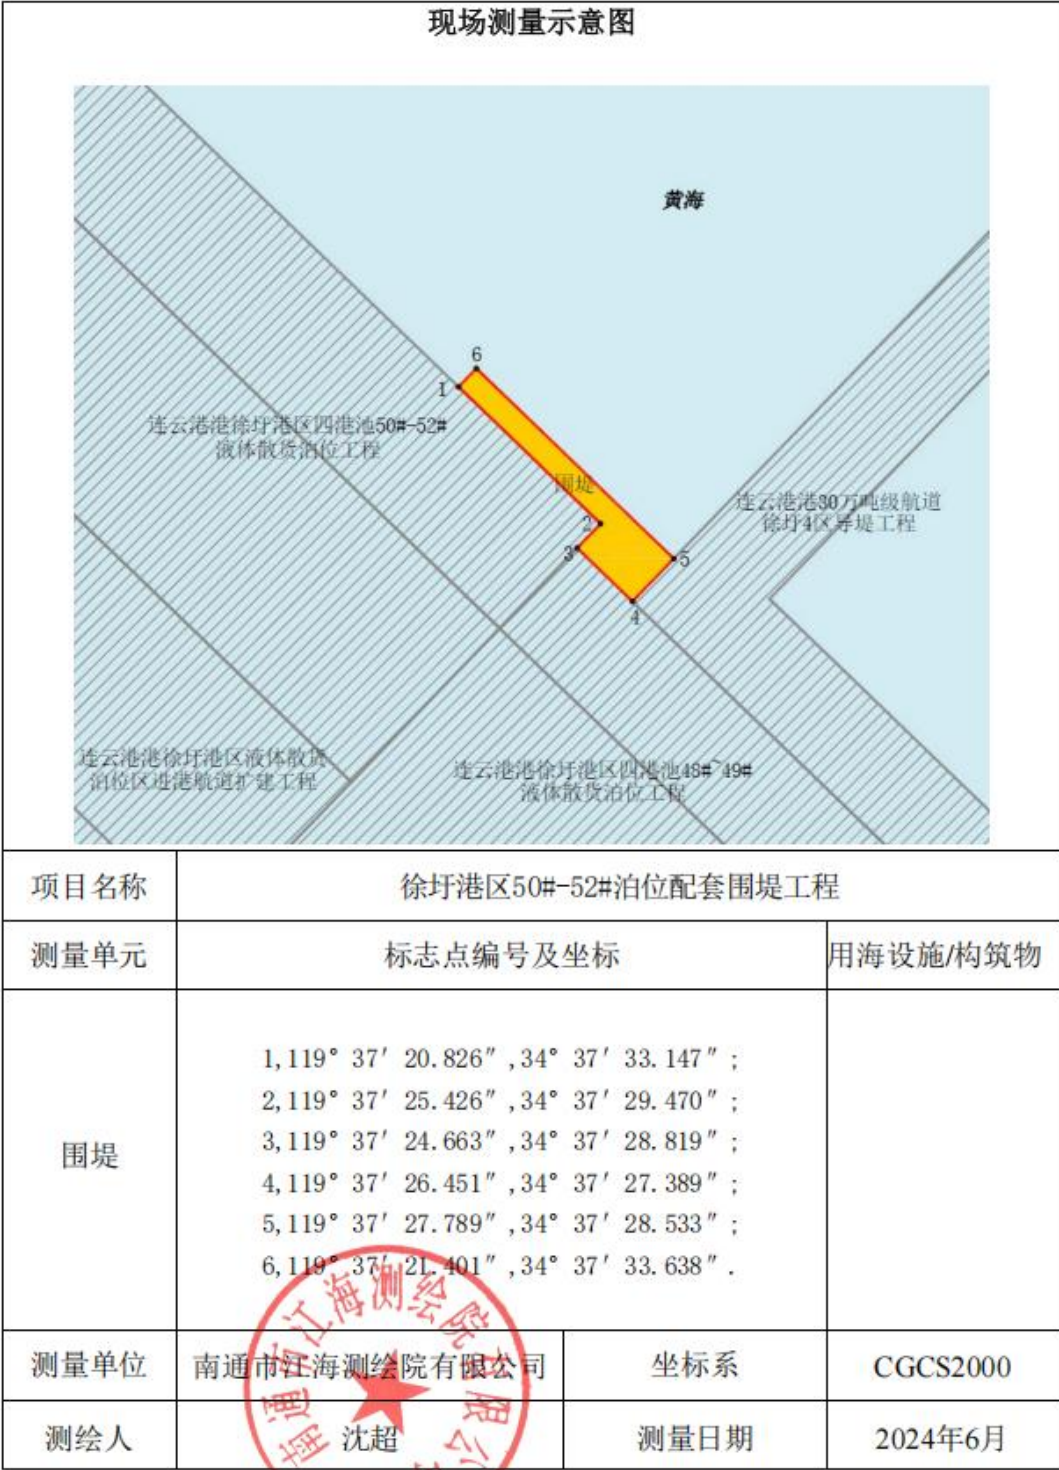 现场测量示意图
黄海
6
1
连云港港徐圩港区四港池50#-52#
液体散货泊位工程
围堤
2
3
5
4
连云港港30万吨级航道
徐圩4区导堤工程
连云港港徐圩港区液体散货
泊位区进港航道扩建工程
连云港港徐圩港区四港池48#~49#
液体散货泊位工程
项目名称
徐圩港区50#-52#泊位配套围堤工程
测量单元
标志点编号及坐标
用海设施/构筑物
围堤
1,119° 37′ 20.826″,34° 37′ 33.147″;
2,119° 37′ 25.426″,34° 37′ 29.470″;
3,119° 37′ 24.663″,34° 37′ 28.819″;
4,119° 37′ 26.451″,34° 37′ 27.389″;
5,119° 37′ 27.789″,34° 37′ 28.533″;
6,119° 37′ 21.401″,34° 37′ 33.638″.
测量单位
南通市江海测绘院有限公司
坐标系
CGCS2000
测绘人
沈超
测量日期
2024年6月
南通市江海测绘院有限公